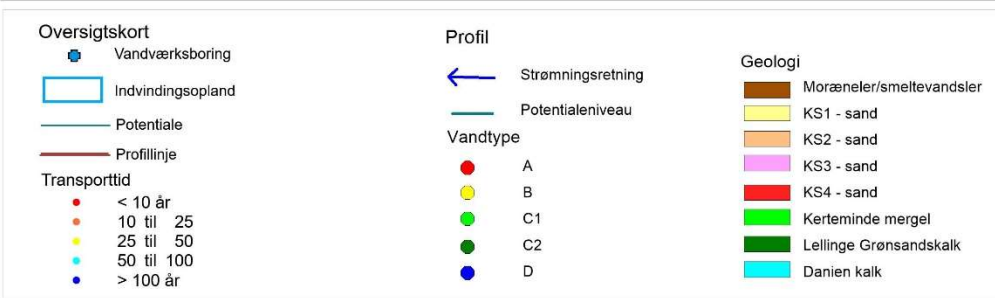 Oversigtskort
Vandværksboring
Indvindingsopland
Potentiale
Profillinje
Transporttid
< 10 år
10 til 25
25 til 50
50 til 100
> 100 år
Profil
Strømningsretning
Potentialeniveau
Vandtype
A
B
C1
C2
D
Geologi
Moræneler/smeltevandsler
KS1 - sand
KS2 - sand
KS3 - sand
KS4 - sand
Kerteminde mergel
Lellinge Grønsandskalk
Danien kalk